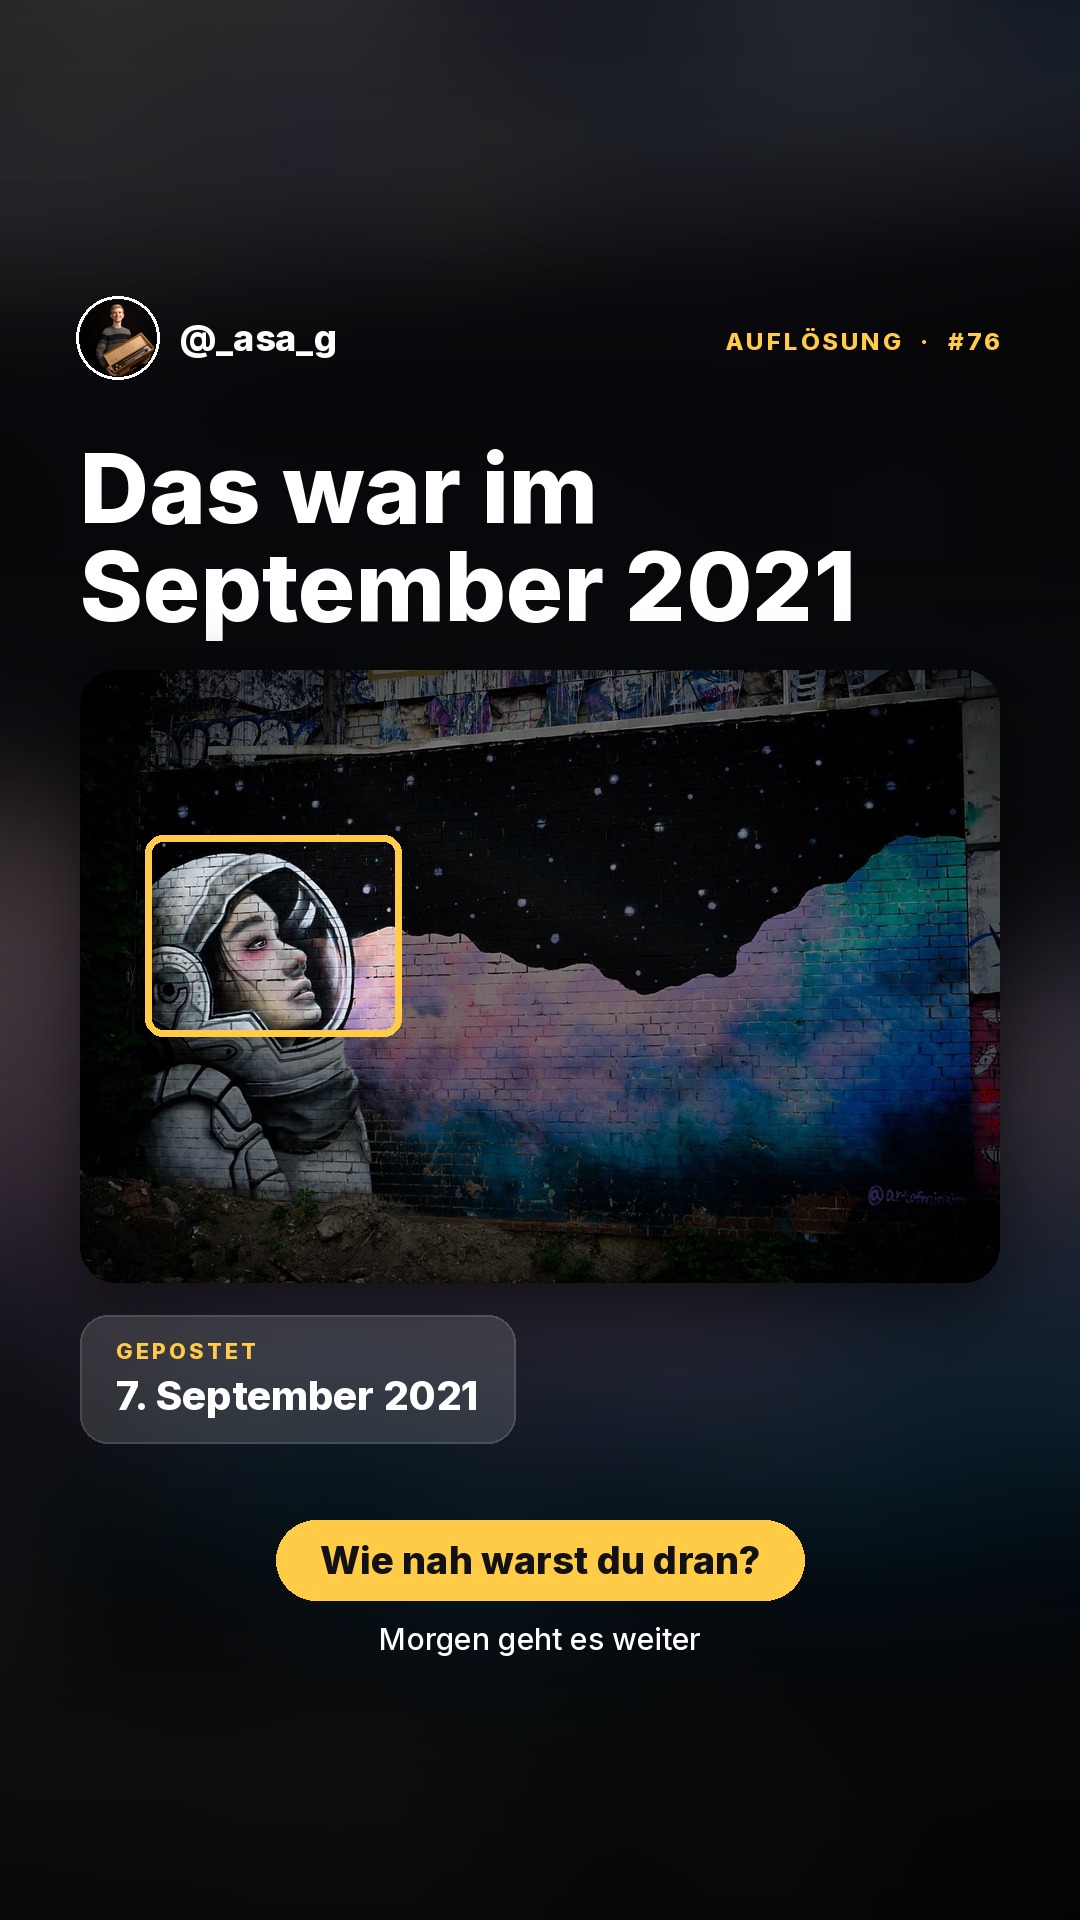 @_asa_g
AUFLÖSUNG · #76
Das war im
September 2021
GEPOSTET
7. September 2021
Wie nah warst du dran?
Morgen geht es weiter